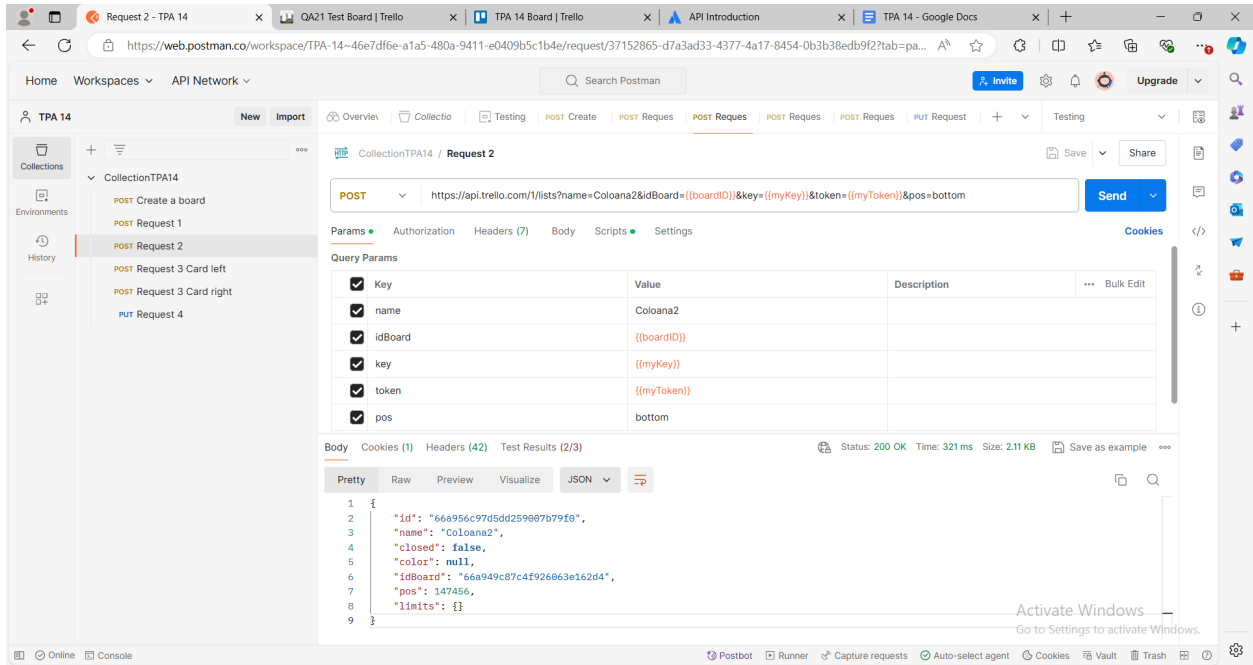 Request 2 - TPA 14
QA21 Test Board | Trello
TPA 14 Board | Trello
API Introduction
TPA 14 - Google Docs
https://web.postman.co/workspace/TPA-14~46e7df6e-a1a5-480a-9411-e0409b5c1b4e/request/37152865-d7a3ad33-4377-4a17-8454-0b3b38edb9f2?tab=pa...
Home Workspaces API Network
Search Postman
Invite
Upgrade
TPA 14 New Import
Overvie Collectio Testing POST Create POST Reques POST Reques POST Reques POST Reques PUT Request
Testing
Collections
Environments
History
CollectionTPA14
POST Create a board
POST Request 1
POST Request 2
POST Request 3 Card left
POST Request 3 Card right
PUT Request 4
HTTP CollectionTPA14 / Request 2
Save Share
POST https://api.trello.com/1/lists?name=Coloana2&idBoard={{boardID}}&key={{myKey}}&token={{myToken}}&pos=bottom
Send
Params Authorization Headers (7) Body Scripts Settings Cookies
Query Params
Key Value Description Bulk Edit
name Coloana2
idBoard {{boardID}}
key {{myKey}}
token {{myToken}}
pos bottom
Body Cookies (1) Headers (42) Test Results (2/3) Status: 200 OK Time: 321 ms Size: 2.11 KB Save as example
Pretty Raw Preview Visualize JSON
1 {
2 "id": "66a956c97d5dd259007b79f0",
3 "name": "Coloana2",
4 "closed": false,
5 "color": null,
6 "idBoard": "66a949c87c4f926063e162d4",
7 "pos": 147456,
8 "limits": {}
9 }
Activate Windows
Go to Settings to activate Windows.
Online Console Postbot Runner Capture requests Auto-select agent Cookies Vault Trash